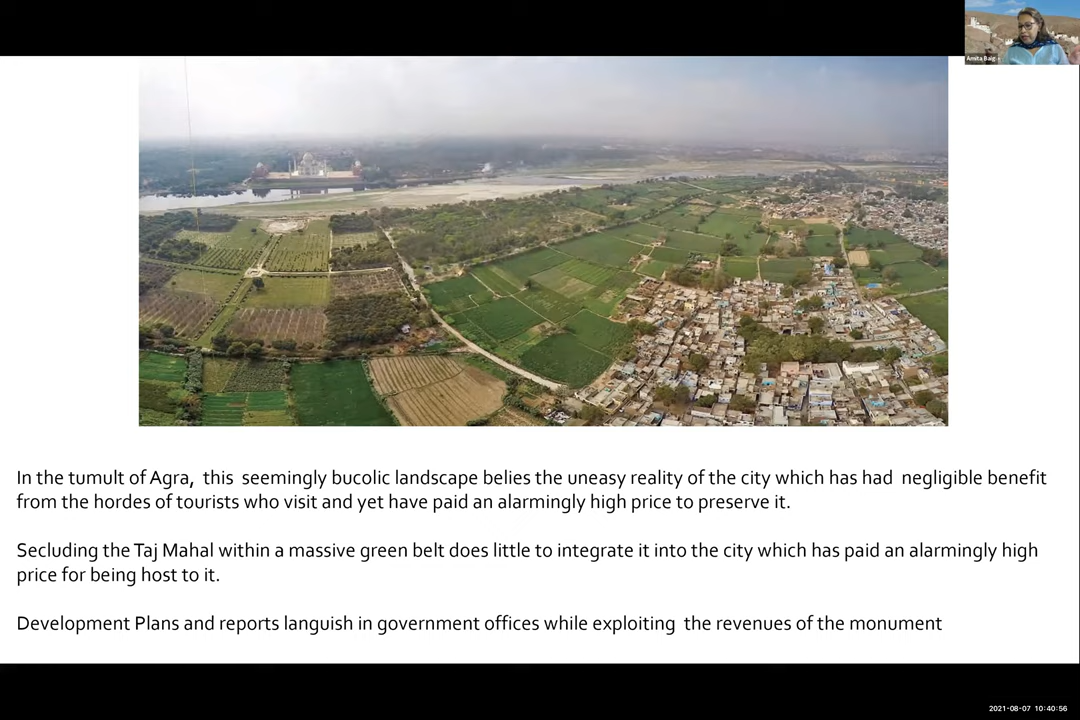 Amita Baig
In the tumult of Agra, this seemingly bucolic landscape belies the uneasy reality of the city which has had negligible benefit
from the hordes of tourists who visit and yet have paid an alarmingly high price to preserve it.
Secluding the Taj Mahal within a massive green belt does little to integrate it into the city which has paid an alarmingly high
price for being host to it.
Development Plans and reports languish in government offices while exploiting the revenues of the monument
2021-08-07 10:40:56